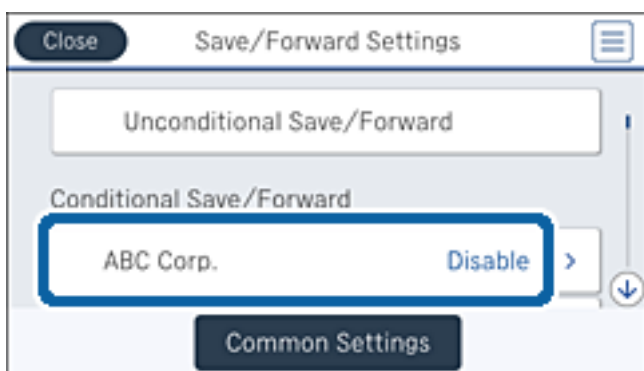 Close Save/Forward Settings
Unconditional Save/Forward
Conditional Save/Forward
ABC Corp. Disable
Common Settings